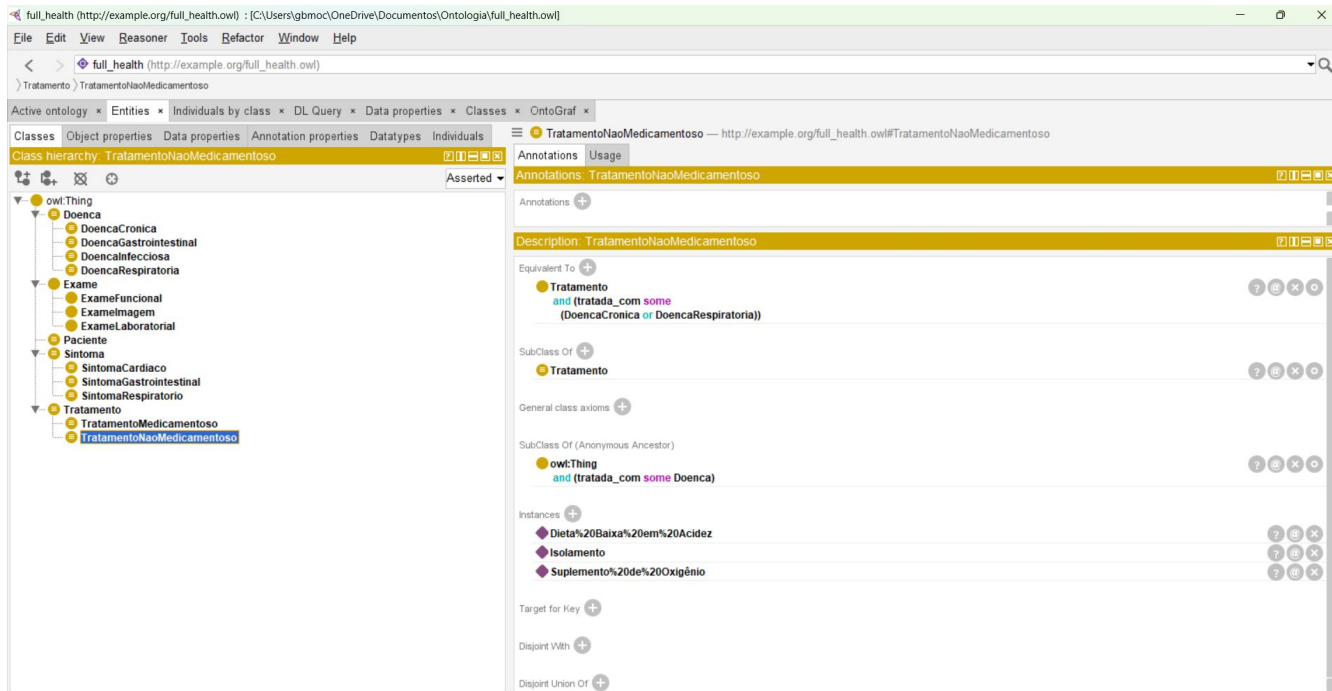 full_health (http://example.org/full_health.owl) : [C:\Users\gbmoc\OneDrive\Documentos\Ontologia\full_health.owl]
File Edit View Reasoner Tools Refactor Window Help
full_health (http://example.org/full_health.owl)
Tratamento TratamentoNaoMedicamentoso
Active ontology × Entities × Individuals by class × DL Query × Data properties × Classes × OntoGraf ×
Classes Object properties Data properties Annotation properties Datatypes Individuals
Class hierarchy: TratamentoNaoMedicamentoso
Asserted
owl:Thing
Doenca
DoencaCronica
DoencaGastrointestinal
DoencaInfecciosa
DoencaRespiratoria
Exame
ExameFuncional
ExameImagem
ExameLaboratorial
Paciente
Sintoma
SintomaCardiaco
SintomaGastrointestinal
SintomaRespiratorio
Tratamento
TratamentoMedicamentoso
TratamentoNaoMedicamentoso
TratamentoNaoMedicamentoso — http://example.org/full_health.owl#TratamentoNaoMedicamentoso
Annotations Usage
Annotations: TratamentoNaoMedicamentoso
Annotations
Description: TratamentoNaoMedicamentoso
Equivalent To
Tratamento
and (tratada_com some
(DoencaCronica or DoencaRespiratoria))
SubClass Of
Tratamento
General class axioms
SubClass Of (Anonymous Ancestor)
owl:Thing
and (tratada_com some Doenca)
Instances
Dieta%20Baixa%20em%20Acidez
Isolamento
Suplemento%20de%20Oxigênio
Target for Key
Disjoint With
Disjoint Union Of